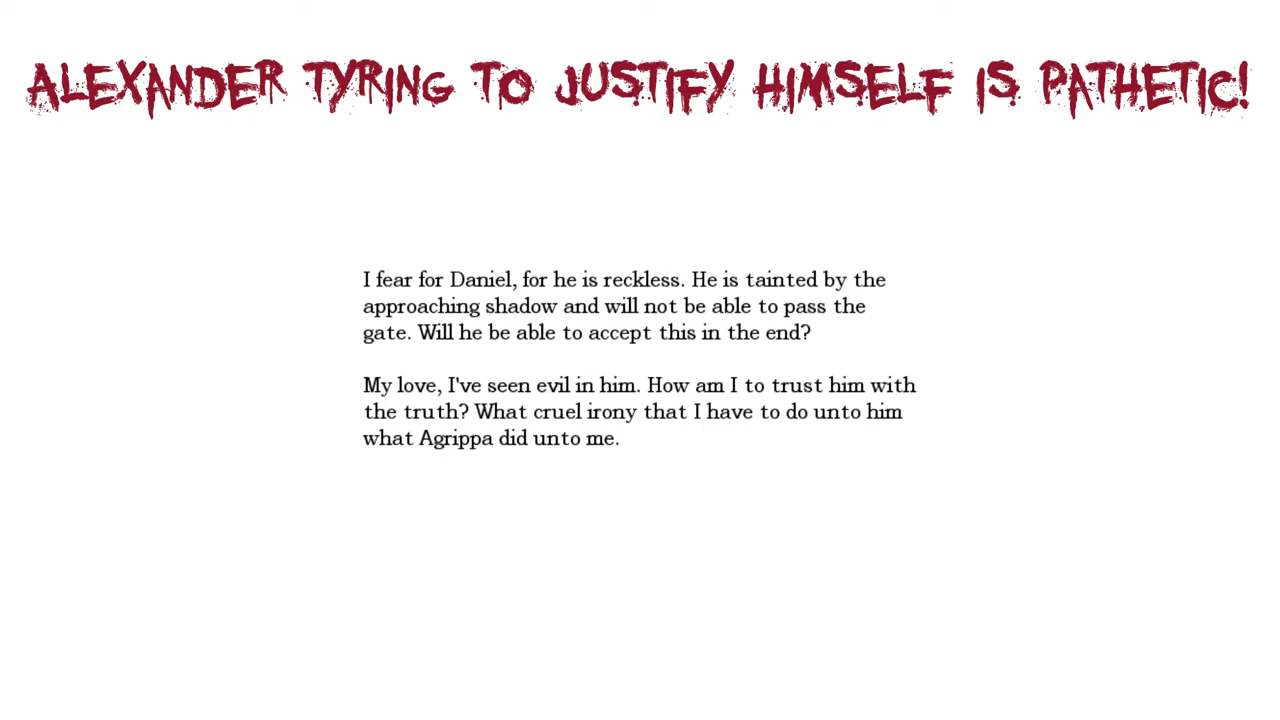 ALEXANDER TYRING TO JUSTIFY HIMSELF IS PATHETIC!
I fear for Daniel, for he is reckless. He is tainted by the
approaching shadow and will not be able to pass the
gate. Will he be able to accept this in the end?
My love, I've seen evil in him. How am I to trust him with
the truth? What cruel irony that I have to do unto him
what Agrippa did unto me.